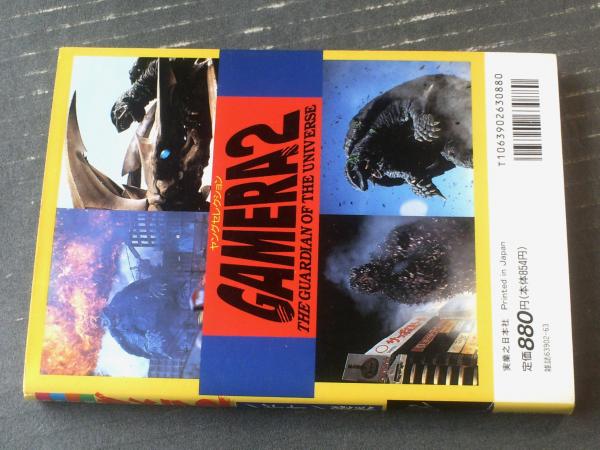 ヤングセレクション
GAMERA2
THE GUARDIAN OF THE UNIVERSE
T1063902630880
実業之日本社 Printed in Japan
定価880円(本体854円)
雑誌63902-63